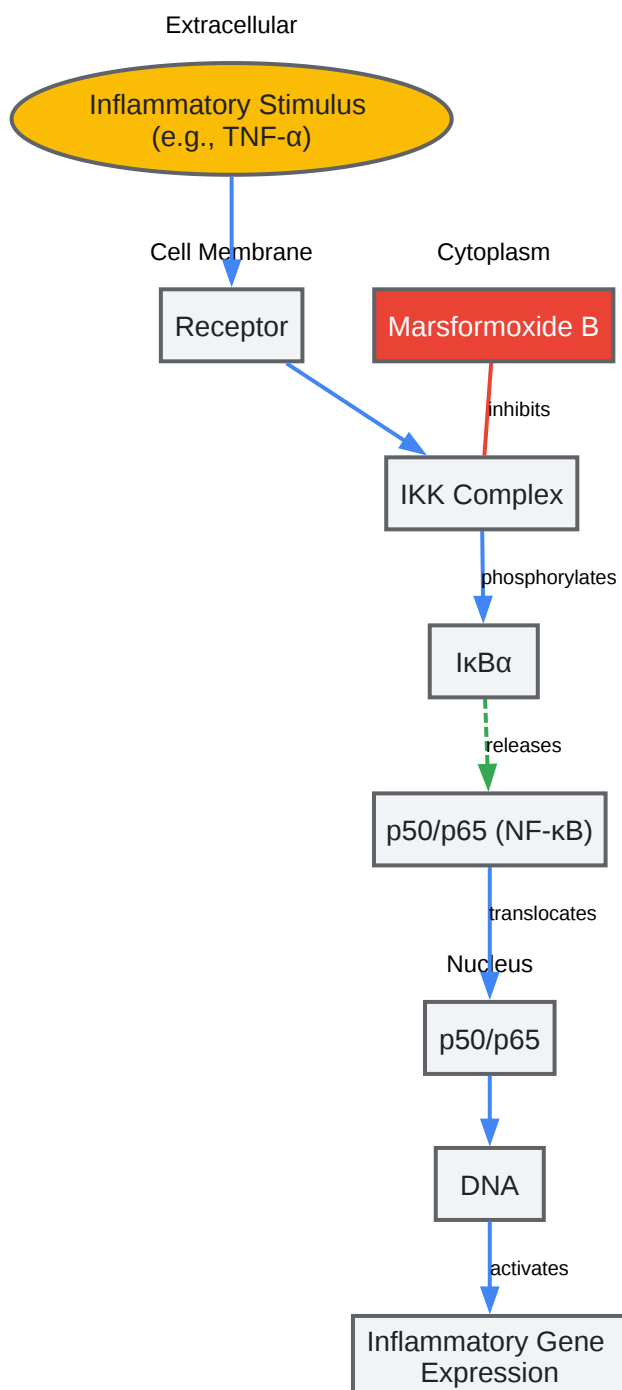 Extracellular
Inflammatory Stimulus
(e.g., TNF-α)
Cell Membrane
Cytoplasm
Receptor
Marsformoxide B
inhibits
IKK Complex
phosphorylates
IκBα
releases
p50/p65 (NF-κB)
translocates
Nucleus
p50/p65
DNA
activates
Inflammatory Gene
Expression